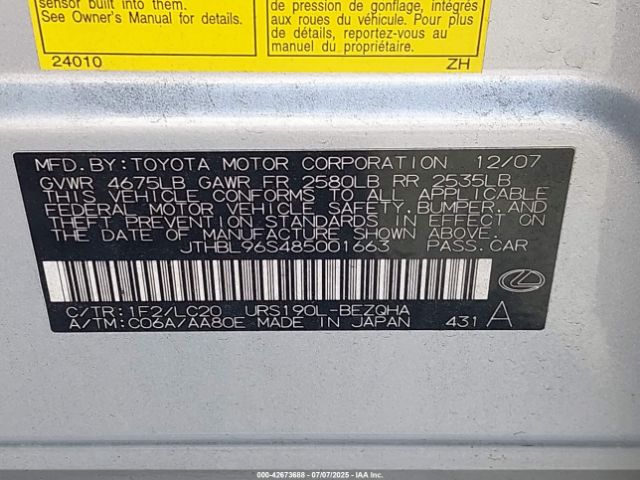 sensor built into them.
See Owner's Manual for details.
24010
de pression de gonflage, intégrés
aux roues du véhicule. Pour plus
de détails, reportez-vous au
manuel du propriétaire.
ZH
MFD.BY:TOYOTA MOTOR CORPORATION 12/07
GVWR 4675LB GAWR FR 2580LB RR 2535LB
THIS VEHICLE CONFORMS TO ALL APPLICABLE
FEDERAL MOTOR VEHICLE SAFETY, BUMPER, AND
THEFT PREVENTION STANDARDS IN EFFECT ON
THE DATE OF MANUFACTURE SHOWN ABOVE.
JTHBL96S485001663 PASS.CAR
C/TR:1F2/LC20 URS190L-BEZQHA
A/TM:C06A/AA80E MADE IN JAPAN 431 A
000-42673688 - 07/07/2025 - IAA Inc.